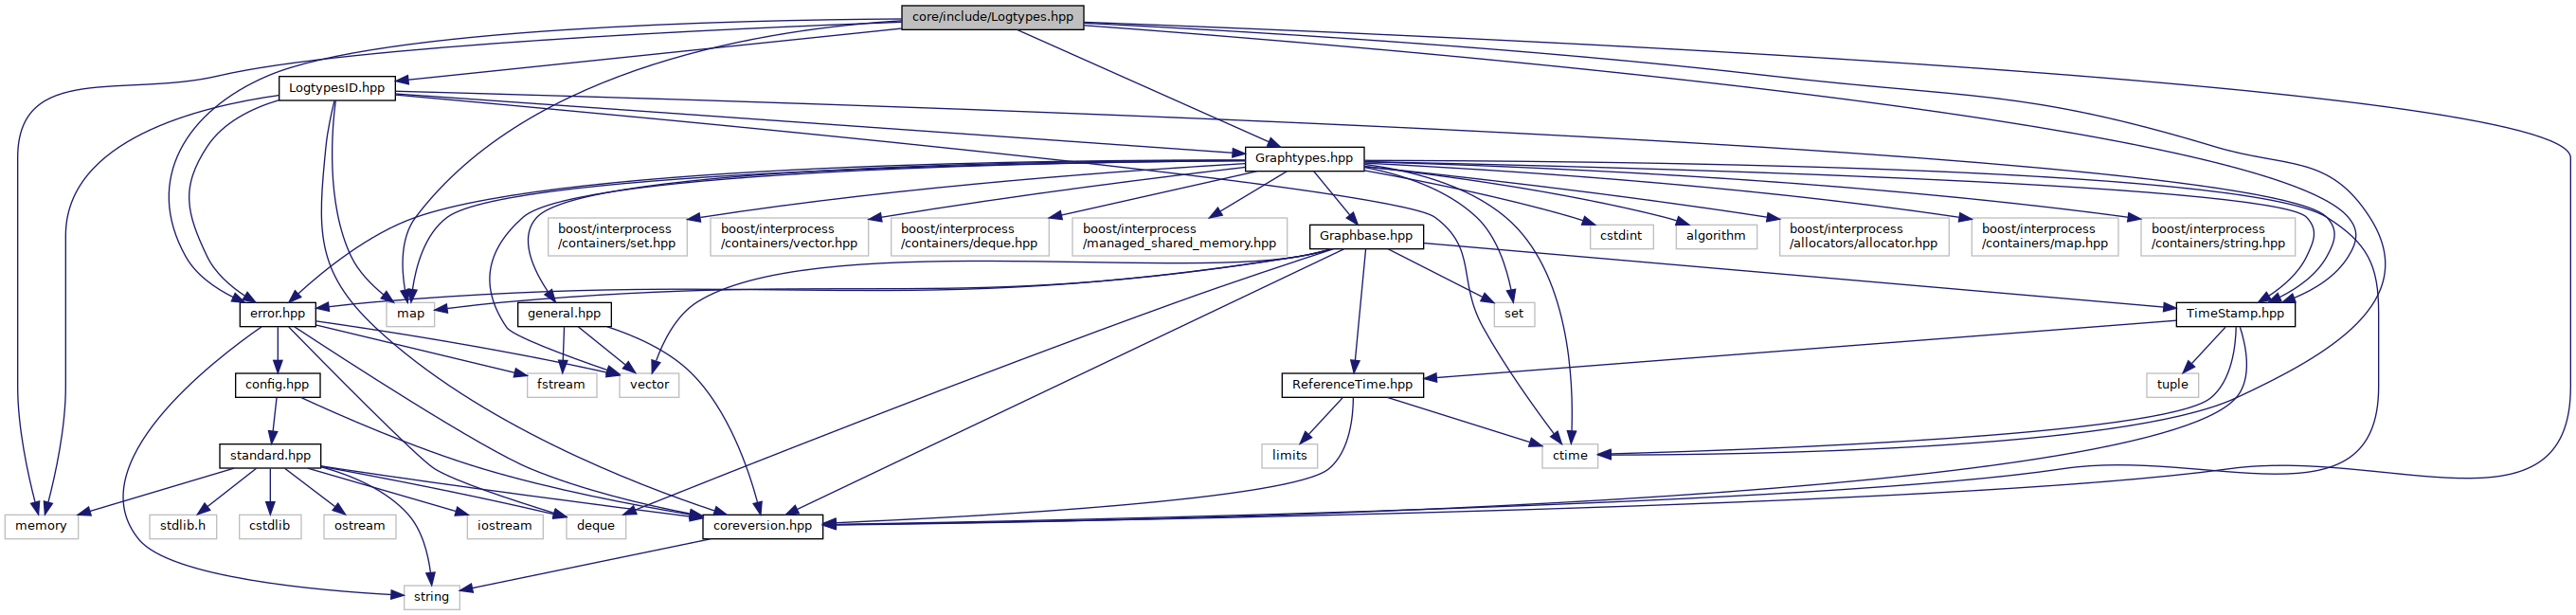 core/include/Logtypes.hpp
LogtypesID.hpp
Graphtypes.hpp
boost/interprocess
/containers/set.hpp
boost/interprocess
/containers/vector.hpp
boost/interprocess
/containers/deque.hpp
boost/interprocess
/managed_shared_memory.hpp
Graphbase.hpp
cstdint
algorithm
boost/interprocess
/allocators/allocator.hpp
boost/interprocess
/containers/map.hpp
boost/interprocess
/containers/string.hpp
error.hpp
map
general.hpp
set
TimeStamp.hpp
config.hpp
fstream
vector
ReferenceTime.hpp
tuple
standard.hpp
limits
ctime
memory
stdlib.h
cstdlib
ostream
iostream
deque
coreversion.hpp
string